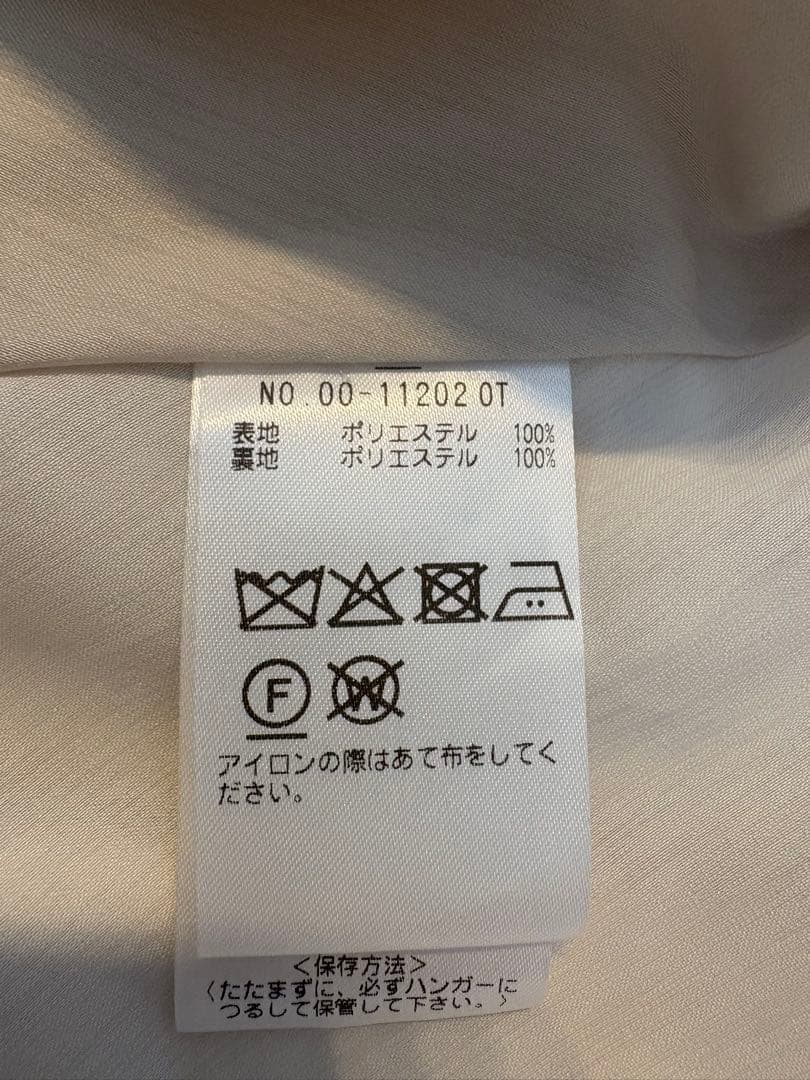 NO.00-11202 OT
表地 ポリエステル 100%
裏地 ポリエステル 100%
F
W
アイロンの際はあて布をしてく
ださい。
<保存方法>
〈たたまずに、必ずハンガーに
つるして保管して下さい。〉